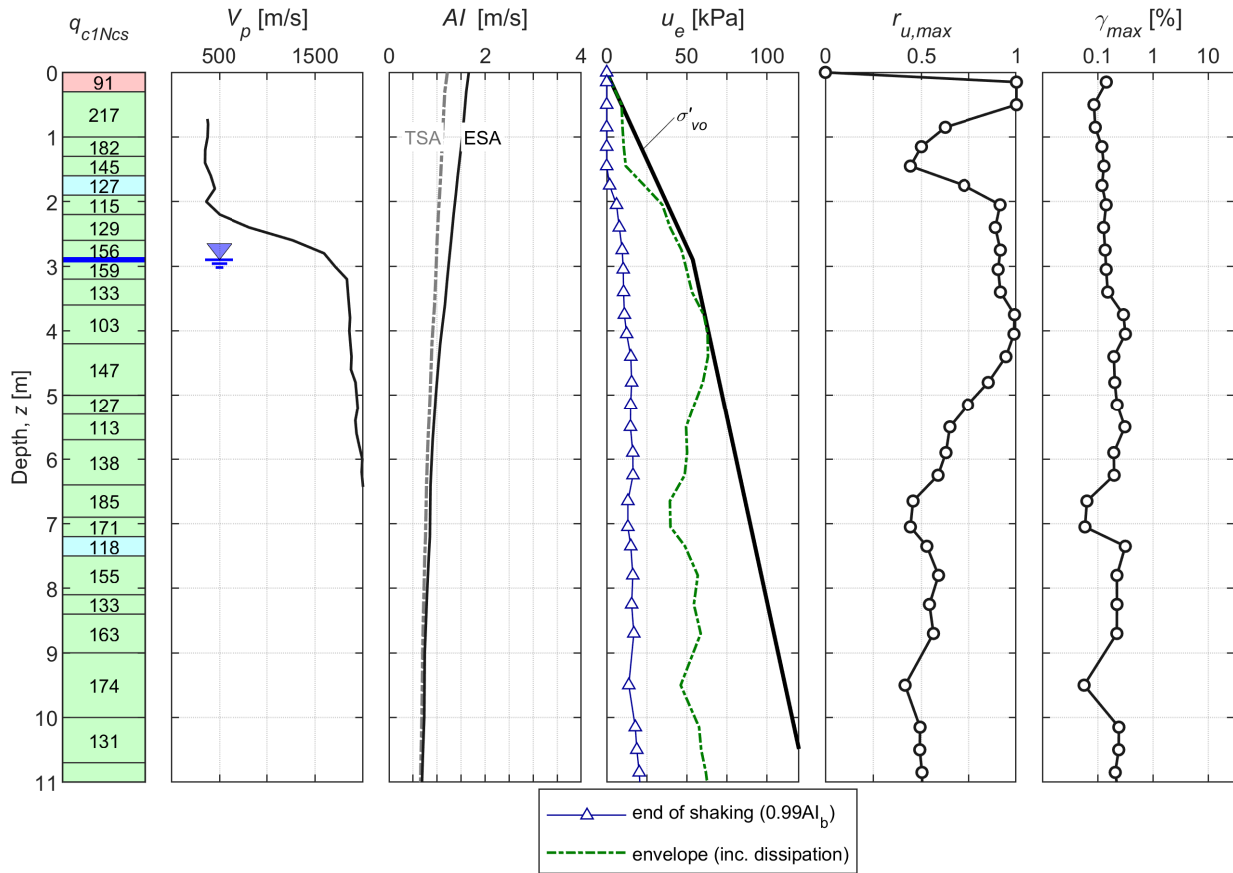 q_c1Ncs
V_p [m/s]
AI [m/s]
u_e [kPa]
r_u,max
γ_max [%]
500 1500
0 2 4
0 50 100
0 0.5 1
0.1 1 10
Depth, z [m]
0
1
2
3
4
5
6
7
8
9
10
11
91
217
182
145
127
115
129
156
159
133
103
147
127
113
138
185
171
118
155
133
163
174
131
TSA
ESA
σ'_vo
end of shaking (0.99AI_b)
envelope (inc. dissipation)